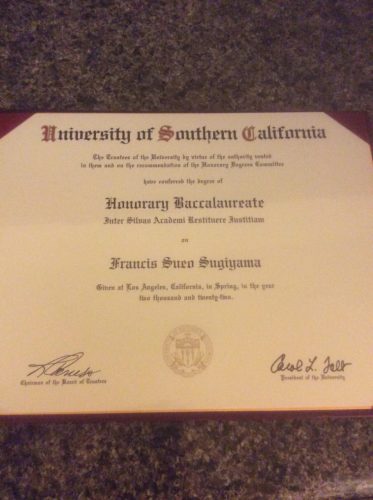 University of Southern California
The Trustees of the University by virtue of the authority vested
in them and on the recommendation of the Honorary Degrees Committee
have conferred the degree of
Honorary Baccalaureate
Inter Silvas Academi Restituere Iustitiam
on
Francis Sueo Sugiyama
Given at Los Angeles, California, in Spring, in the year
two thousand and twenty-two.
Chairman of the Board of Trustees
Carol L. Folt
President of the University